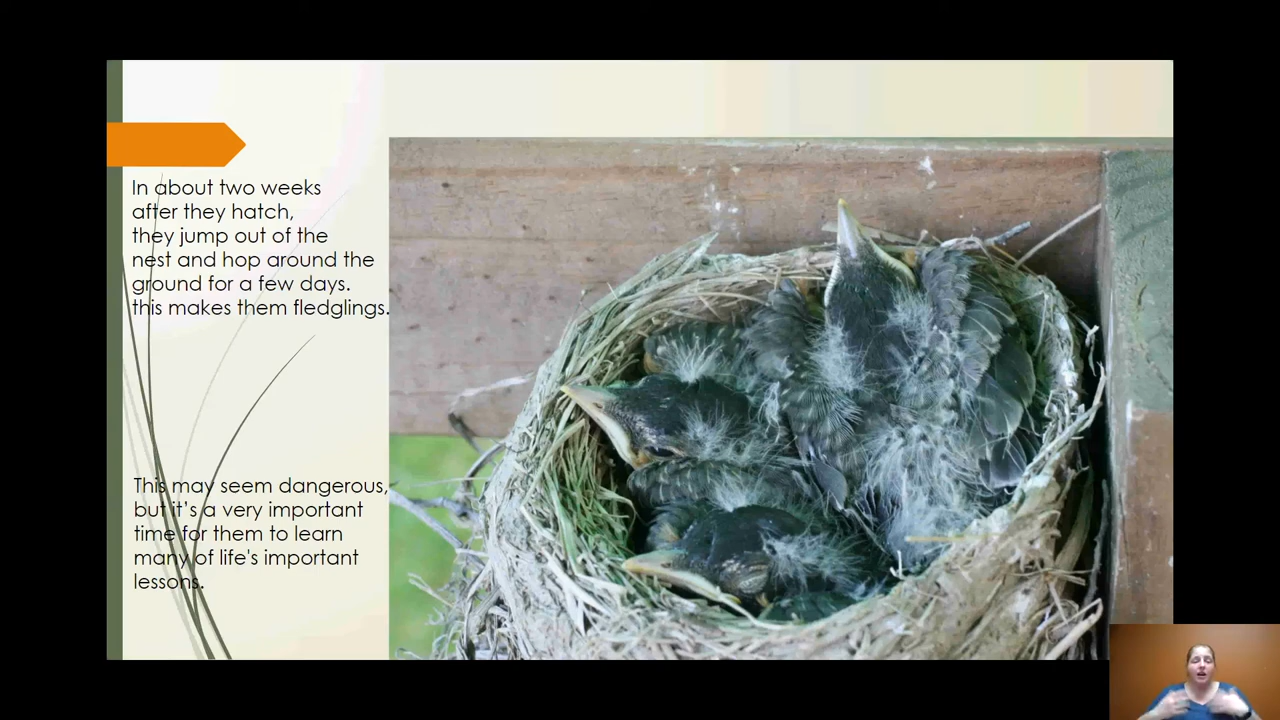 In about two weeks
after they hatch,
they jump out of the
nest and hop around the
ground for a few days.
this makes them fledglings.
This may seem dangerous,
but it's a very important
time for them to learn
many of life's important
lessons.